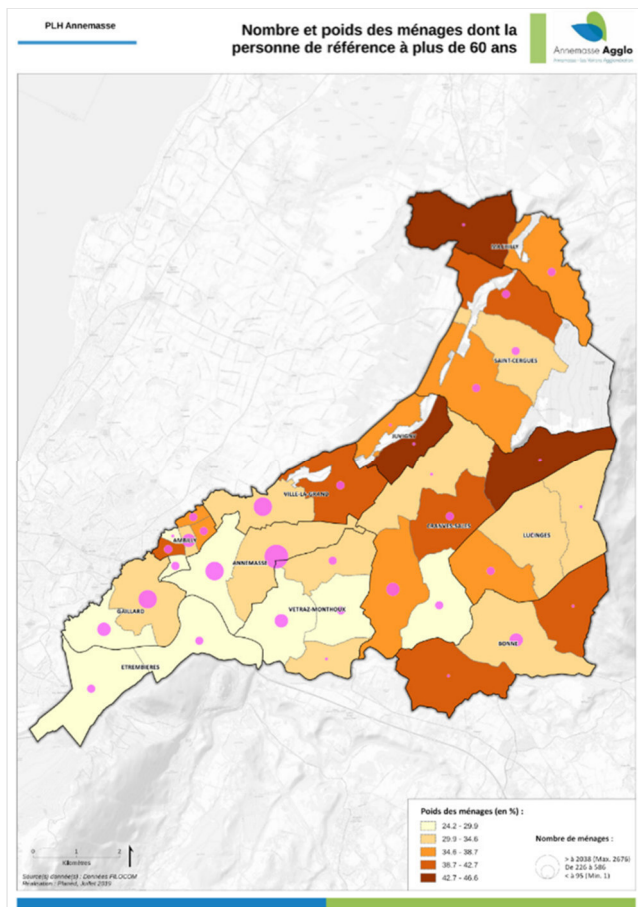 PLH Annemasse
Nombre et poids des ménages dont la
personne de référence à plus de 60 ans
Annemasse Agglo
SAINT-CERGUES
JUVIGNY
VILLE-LA-GRAND
CRANVES-SALES
LUCINGES
AMBILLY
ANNEMASSE
GAILLARD
VETRAZ-MONTHOUX
BONNE
ETREMBIERES
Poids des ménages (en %) :
24.2 - 29.9
29.9 - 34.6
34.6 - 38.7
38.7 - 42.7
42.7 - 46.6
Nombre de ménages :
> à 2038 (Max. 2676)
De 226 à 586
< à 95 (Min. 1)
0 1 2
Kilomètres
Source(s) donnée(s) : Données FILOCOM